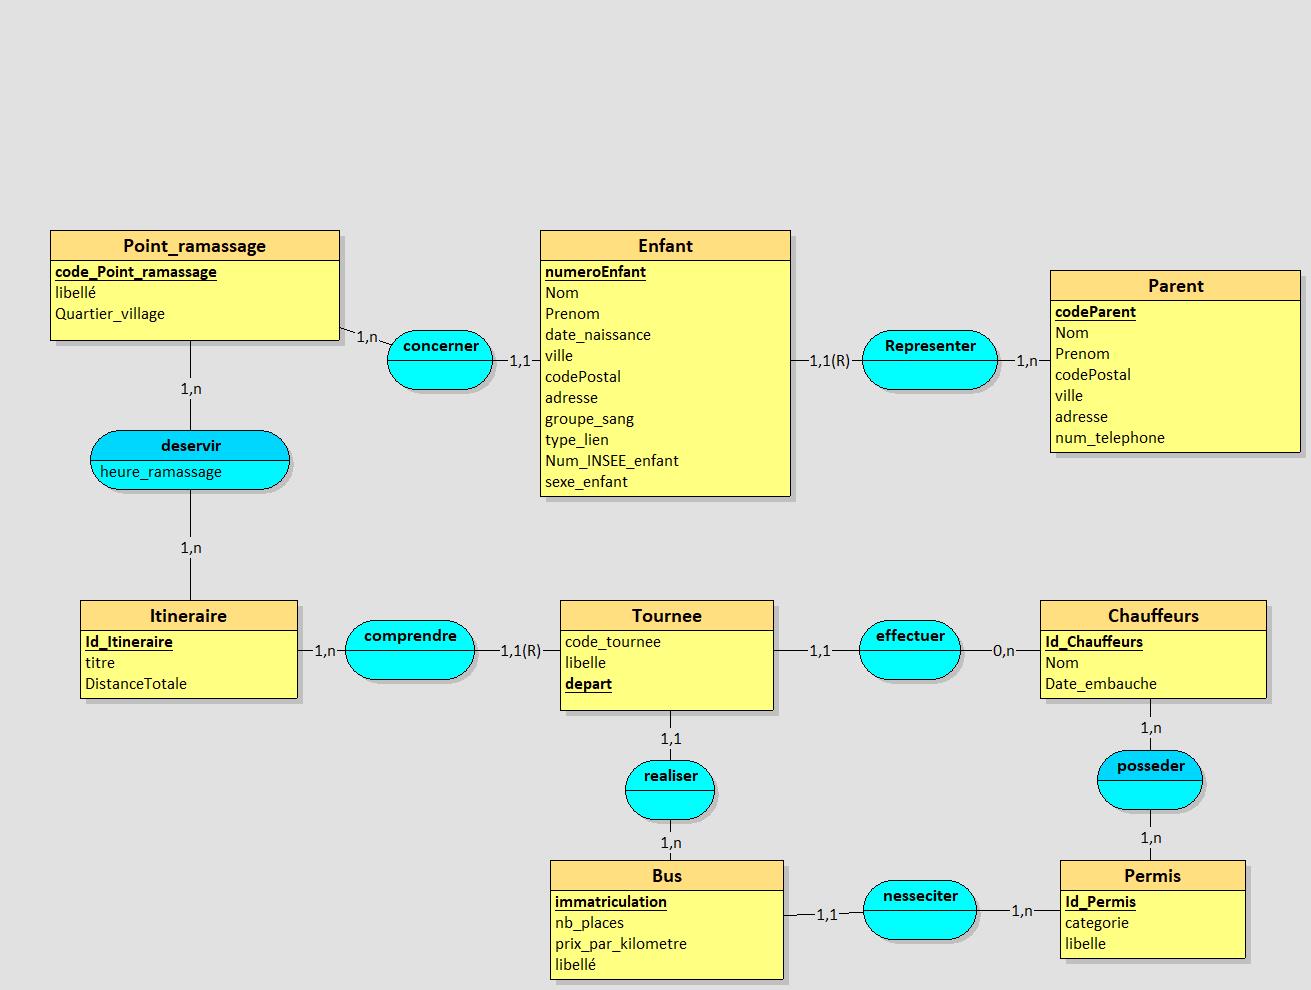 Point_ramassage
code_Point_ramassage
libellé
Quartier_village
1,n
concerner
1,1
Enfant
numeroEnfant
Nom
Prenom
date_naissance
ville
codePostal
adresse
groupe_sang
type_lien
Num_INSEE_enfant
sexe_enfant
1,1(R)
Representer
1,n
Parent
codeParent
Nom
Prenom
codePostal
ville
adresse
num_telephone
1,n
deservir
heure_ramassage
1,n
Itineraire
Id_Itineraire
titre
DistanceTotale
1,n
comprendre
1,1(R)
Tournee
code_tournee
libelle
depart
1,1
effectuer
0,n
Chauffeurs
Id_Chauffeurs
Nom
Date_embauche
1,1
realiser
1,n
1,n
posseder
1,n
Bus
immatriculation
nb_places
prix_par_kilometre
libellé
1,1
nesseciter
1,n
Permis
Id_Permis
categorie
libelle